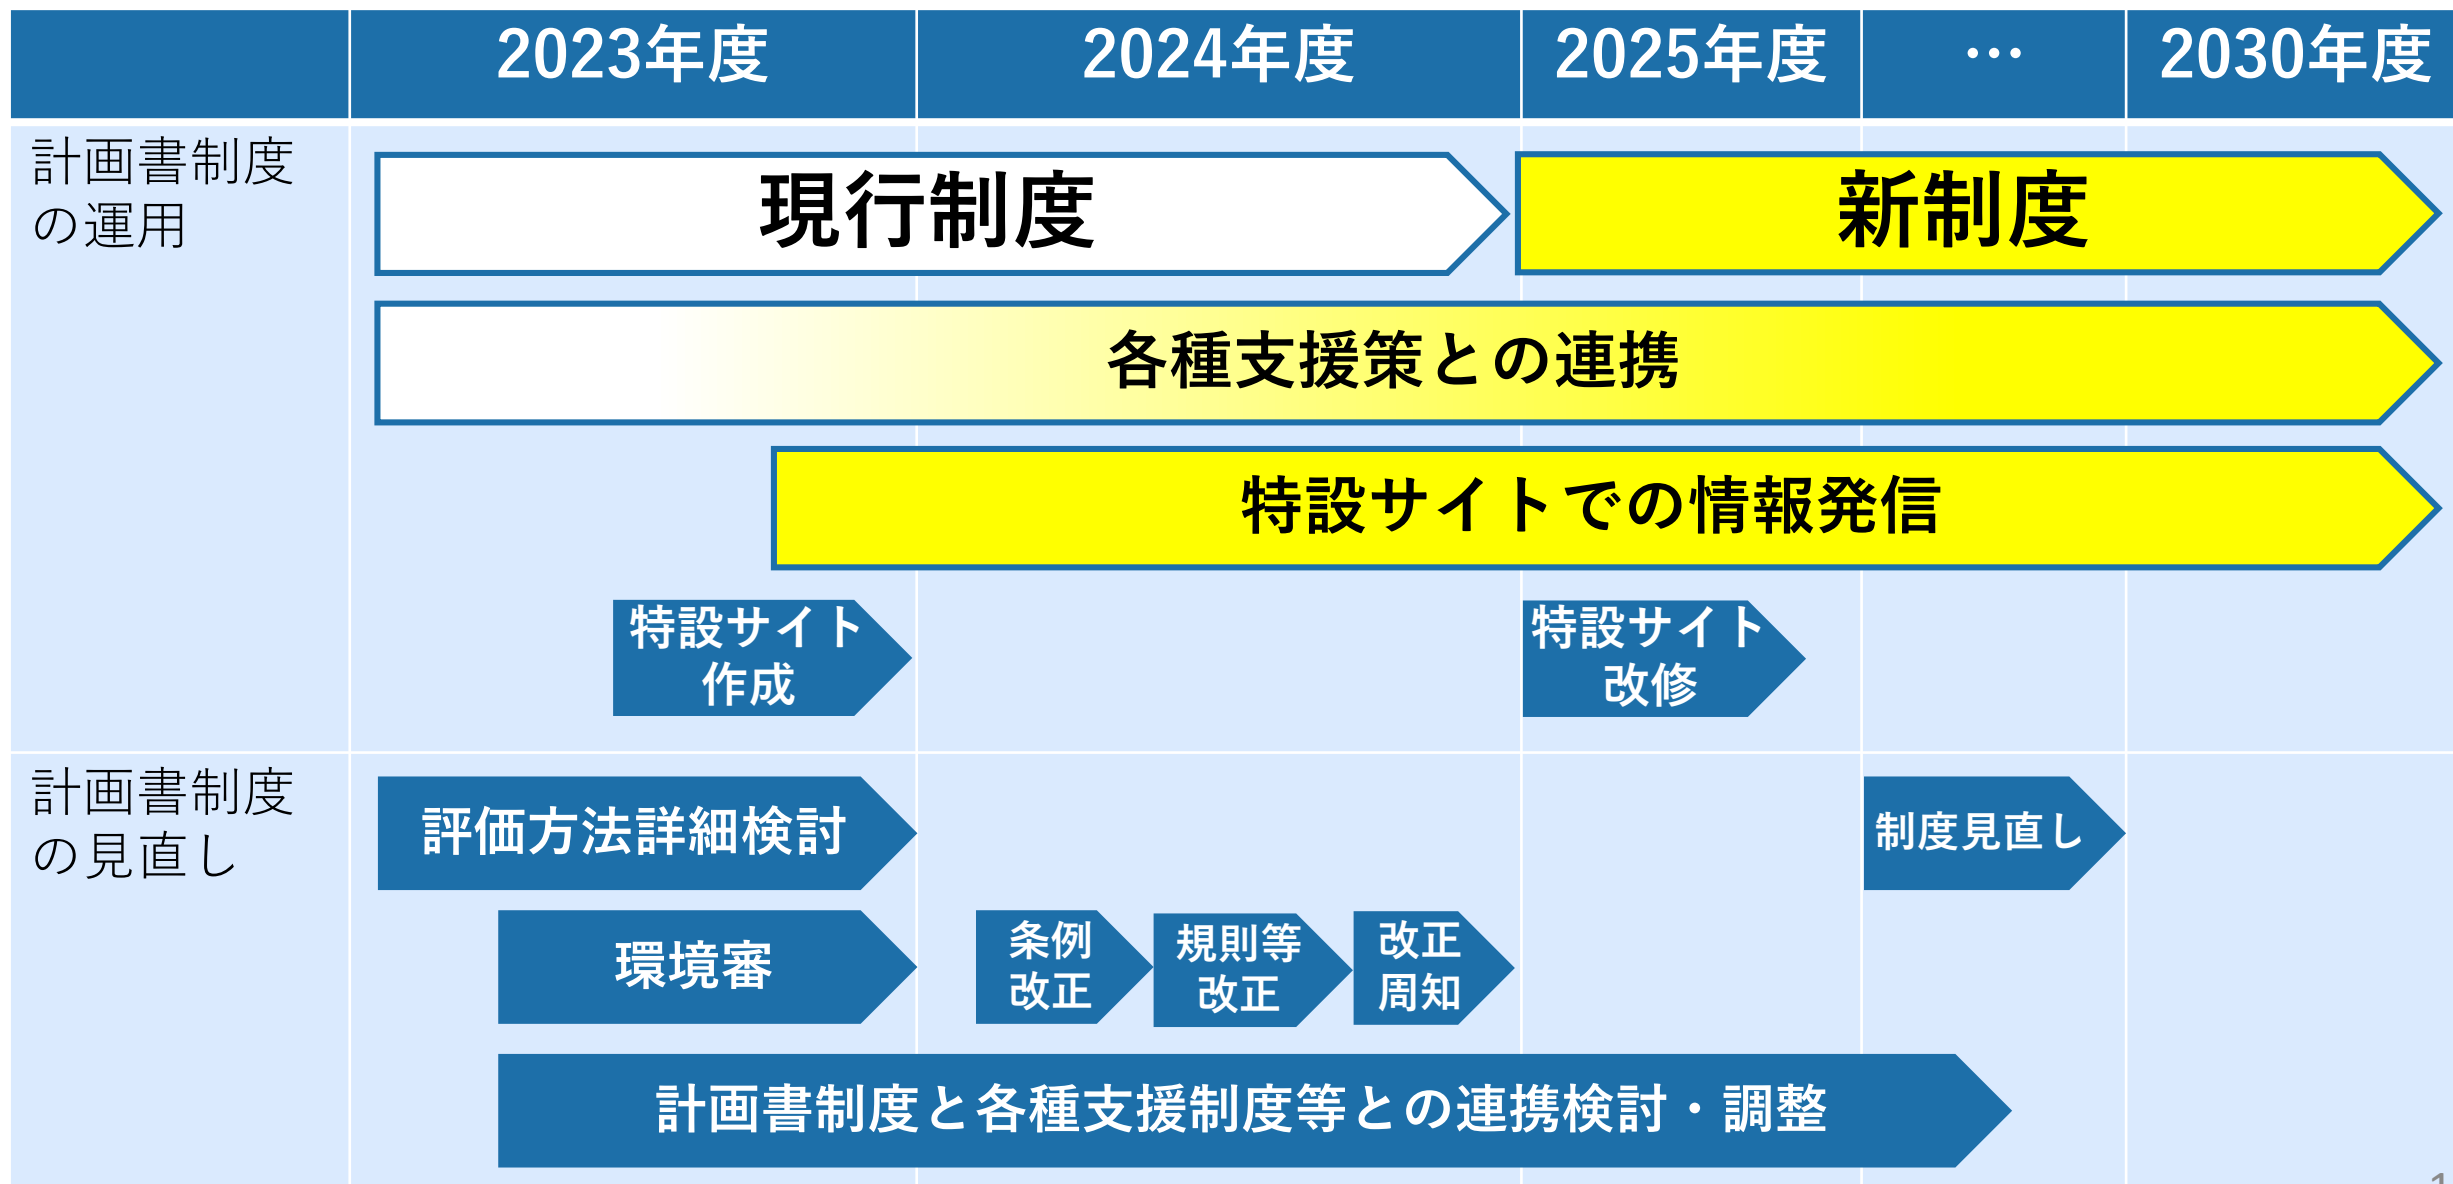 2023年度
2024年度
2025年度
…
2030年度
計画書制度
の運用
現行制度
新制度
各種支援策との連携
特設サイトでの情報発信
特設サイト
作成
特設サイト
改修
計画書制度
の見直し
評価方法詳細検討
制度見直し
環境審
条例
改正
規則等
改正
改正
周知
計画書制度と各種支援制度等との連携検討・調整